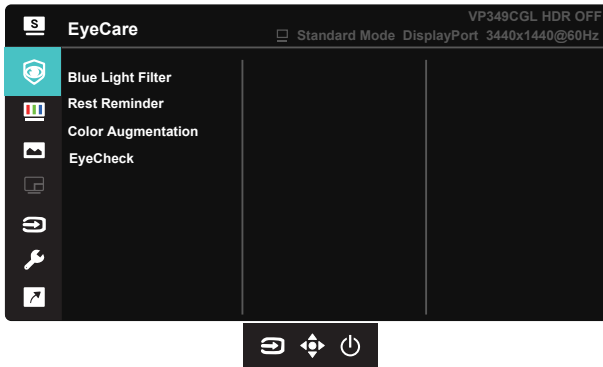 S
EyeCare
VP349CGL HDR OFF
Standard Mode DisplayPort 3440x1440@60Hz
Blue Light Filter
Rest Reminder
Color Augmentation
EyeCheck